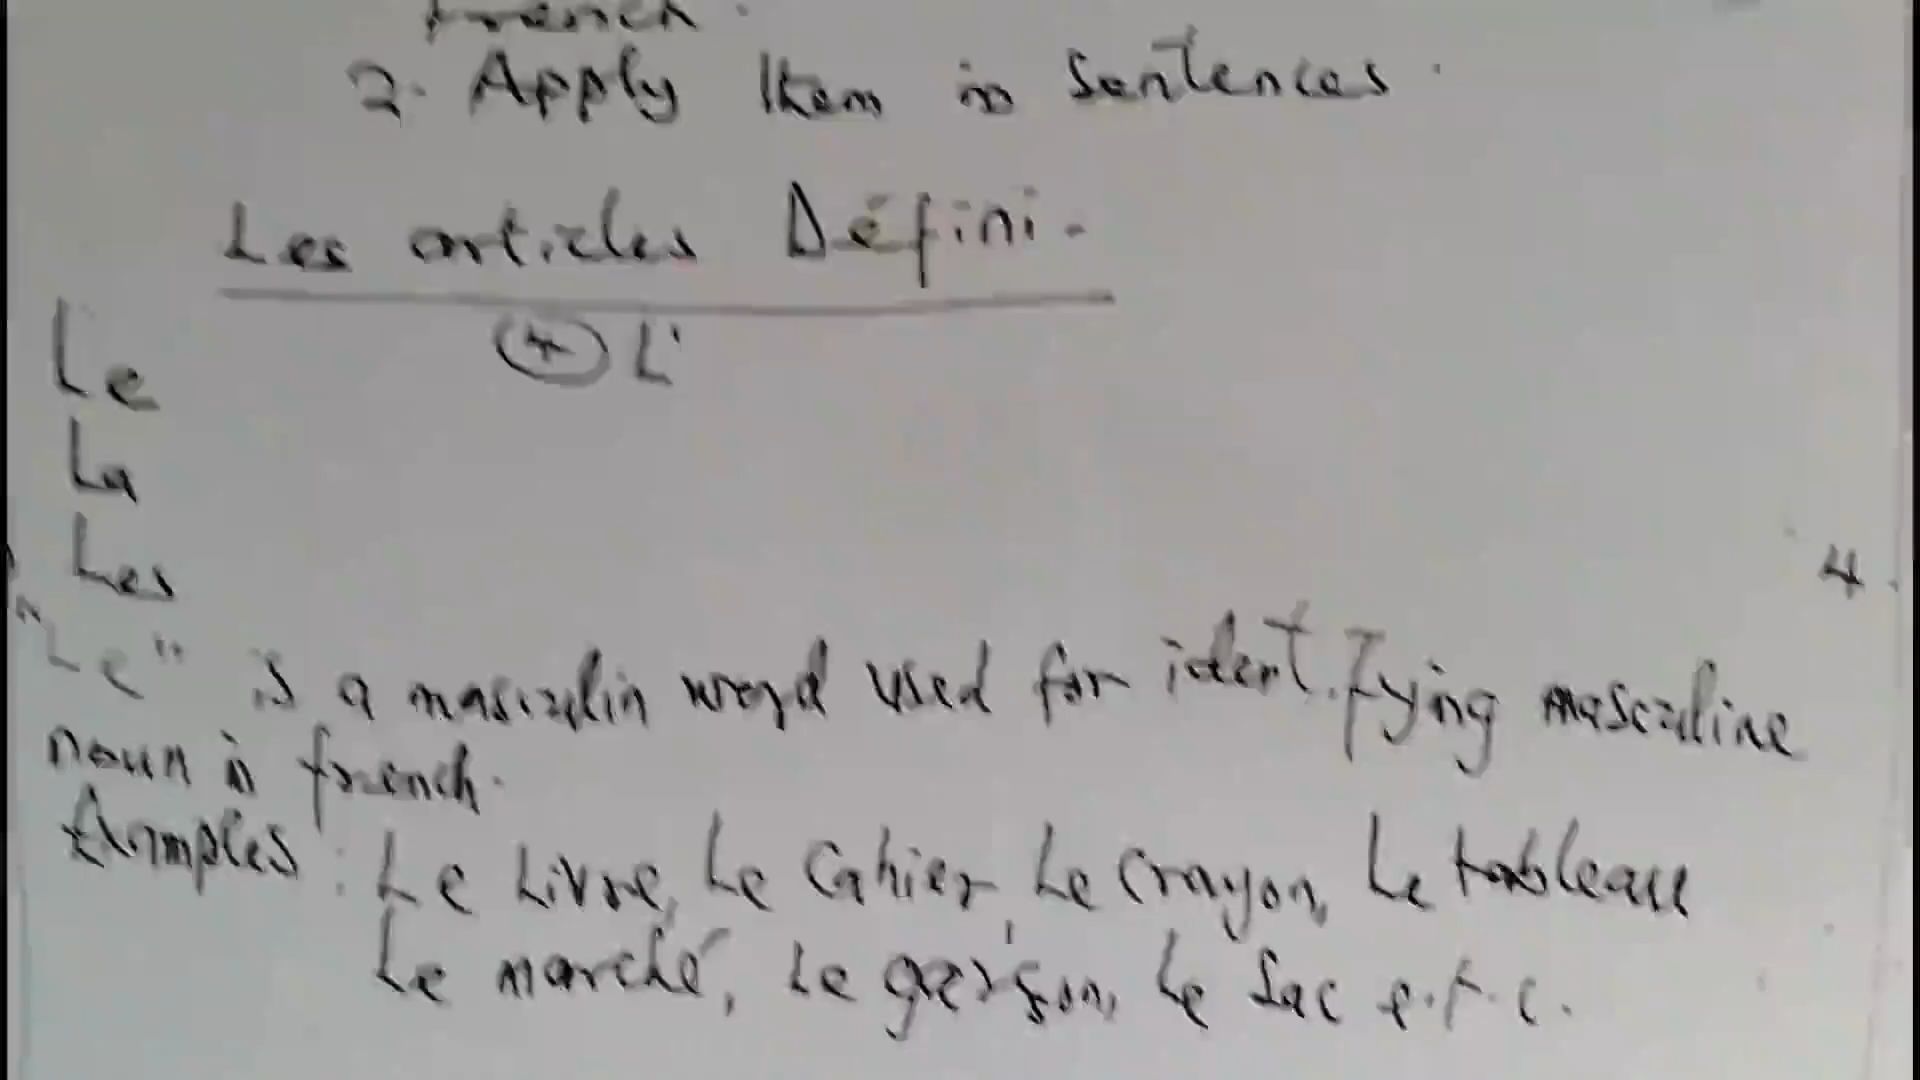 French.
2. Apply them in Sentences.
Les articles Défini.
+ L'
Le
La
Les
4.
"Le" is a masculin word used for identifying masculine
noun in french.
Examples: Le Livre, Le Cahier, Le Crayon, Le tableau
Le marché, Le garçon, Le Sac e.t.c.